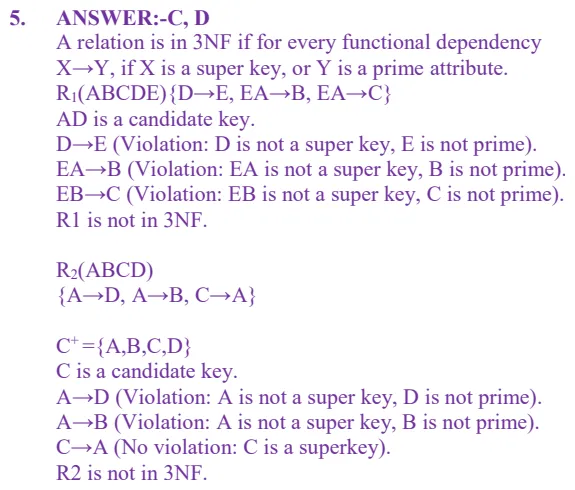 5. ANSWER:-C, D
A relation is in 3NF if for every functional dependency
X→Y, if X is a super key, or Y is a prime attribute.
R₁(ABCDE){D→E, EA→B, EA→C}
AD is a candidate key.
D→E (Violation: D is not a super key, E is not prime).
EA→B (Violation: EA is not a super key, B is not prime).
EB→C (Violation: EB is not a super key, C is not prime).
R1 is not in 3NF.
R₂(ABCD)
{A→D, A→B, C→A}
C⁺={A,B,C,D}
C is a candidate key.
A→D (Violation: A is not a super key, D is not prime).
A→B (Violation: A is not a super key, B is not prime).
C→A (No violation: C is a superkey).
R2 is not in 3NF.